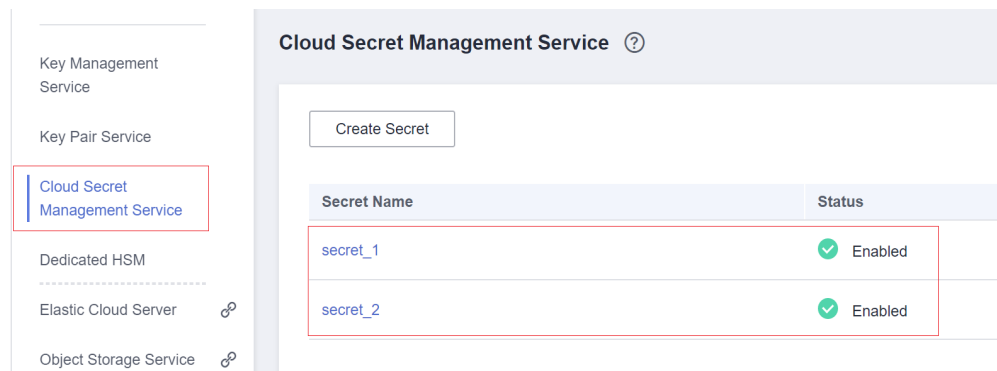 Key Management
Service
Key Pair Service
Cloud Secret
Management Service
Dedicated HSM
Elastic Cloud Server
Object Storage Service
Cloud Secret Management Service ?
Create Secret
Secret Name Status
secret_1 Enabled
secret_2 Enabled